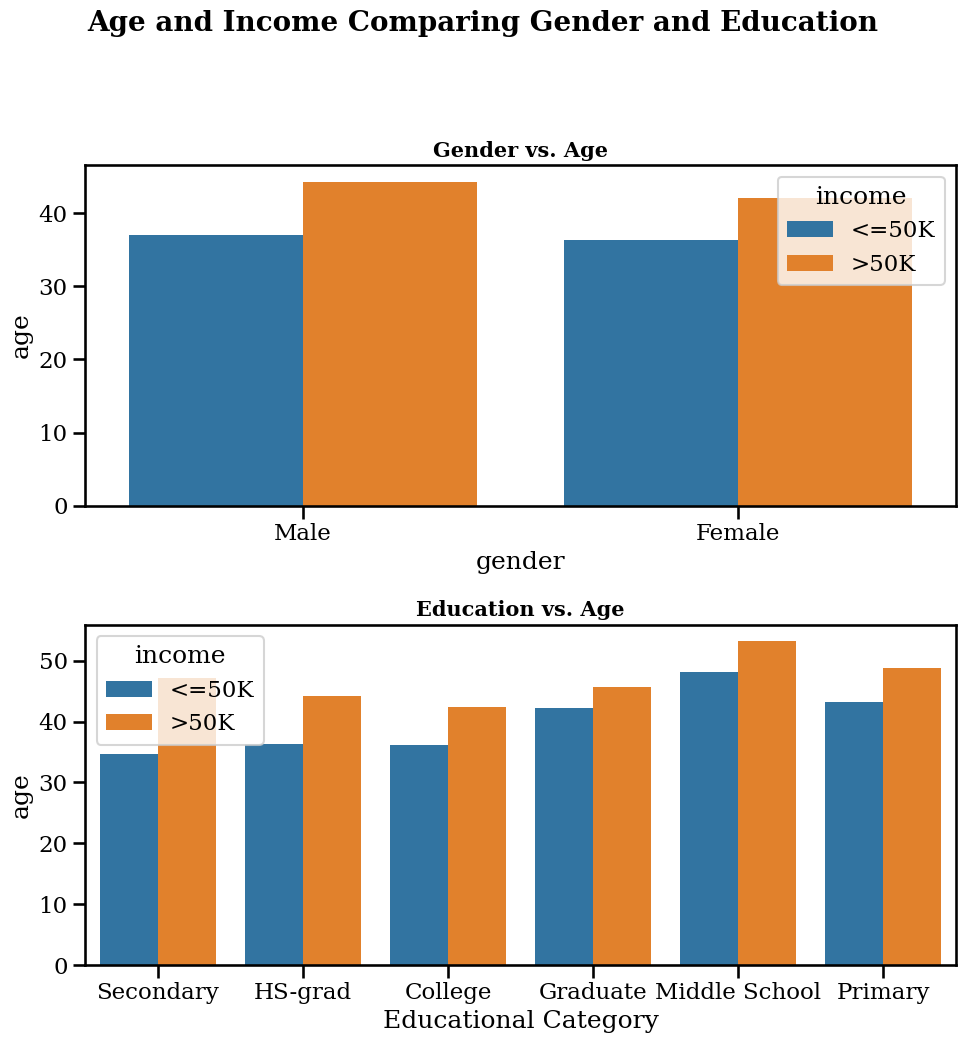 Age and Income Comparing Gender and Education
Gender vs. Age
income
<=50K
>50K
40
30
20
10
0
age
Male Female
gender
Education vs. Age
income
<=50K
>50K
50
40
30
20
10
0
age
Secondary HS-grad College Graduate Middle School Primary
Educational Category